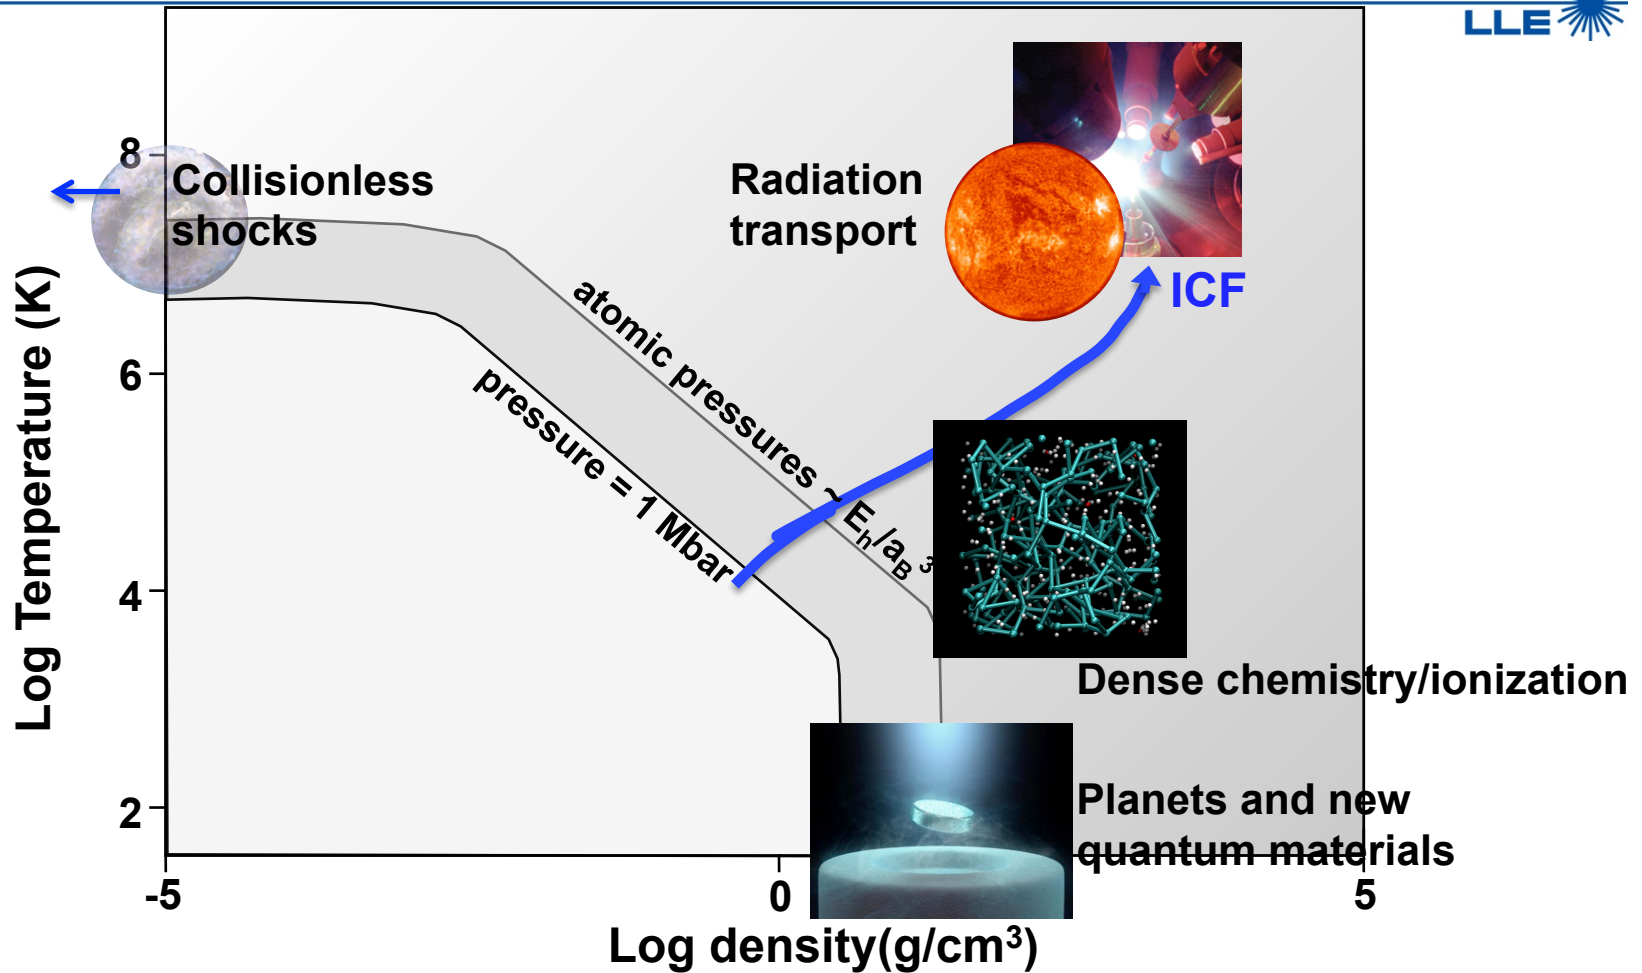 LLE
8
Collisionless
shocks
Radiation
transport
ICF
atomic pressures ~ Eh/aB3
pressure = 1 Mbar
6
4
2
Log Temperature (K)
Dense chemistry/ionization
Planets and new
quantum materials
-5
0
5
Log density(g/cm³)